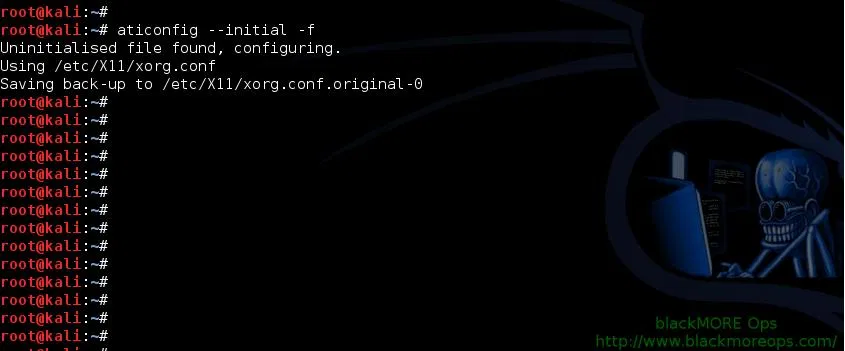 root@kali:~#
root@kali:~# aticonfig --initial -f
Uninitialised file found, configuring.
Using /etc/X11/xorg.conf
Saving back-up to /etc/X11/xorg.conf.original-0
root@kali:~#
root@kali:~#
root@kali:~#
root@kali:~#
root@kali:~#
root@kali:~#
root@kali:~#
root@kali:~#
root@kali:~#
root@kali:~#
root@kali:~#
root@kali:~#
root@kali:~#
root@kali:~#
blackMORE Ops
http://www.blackmoreops.com/